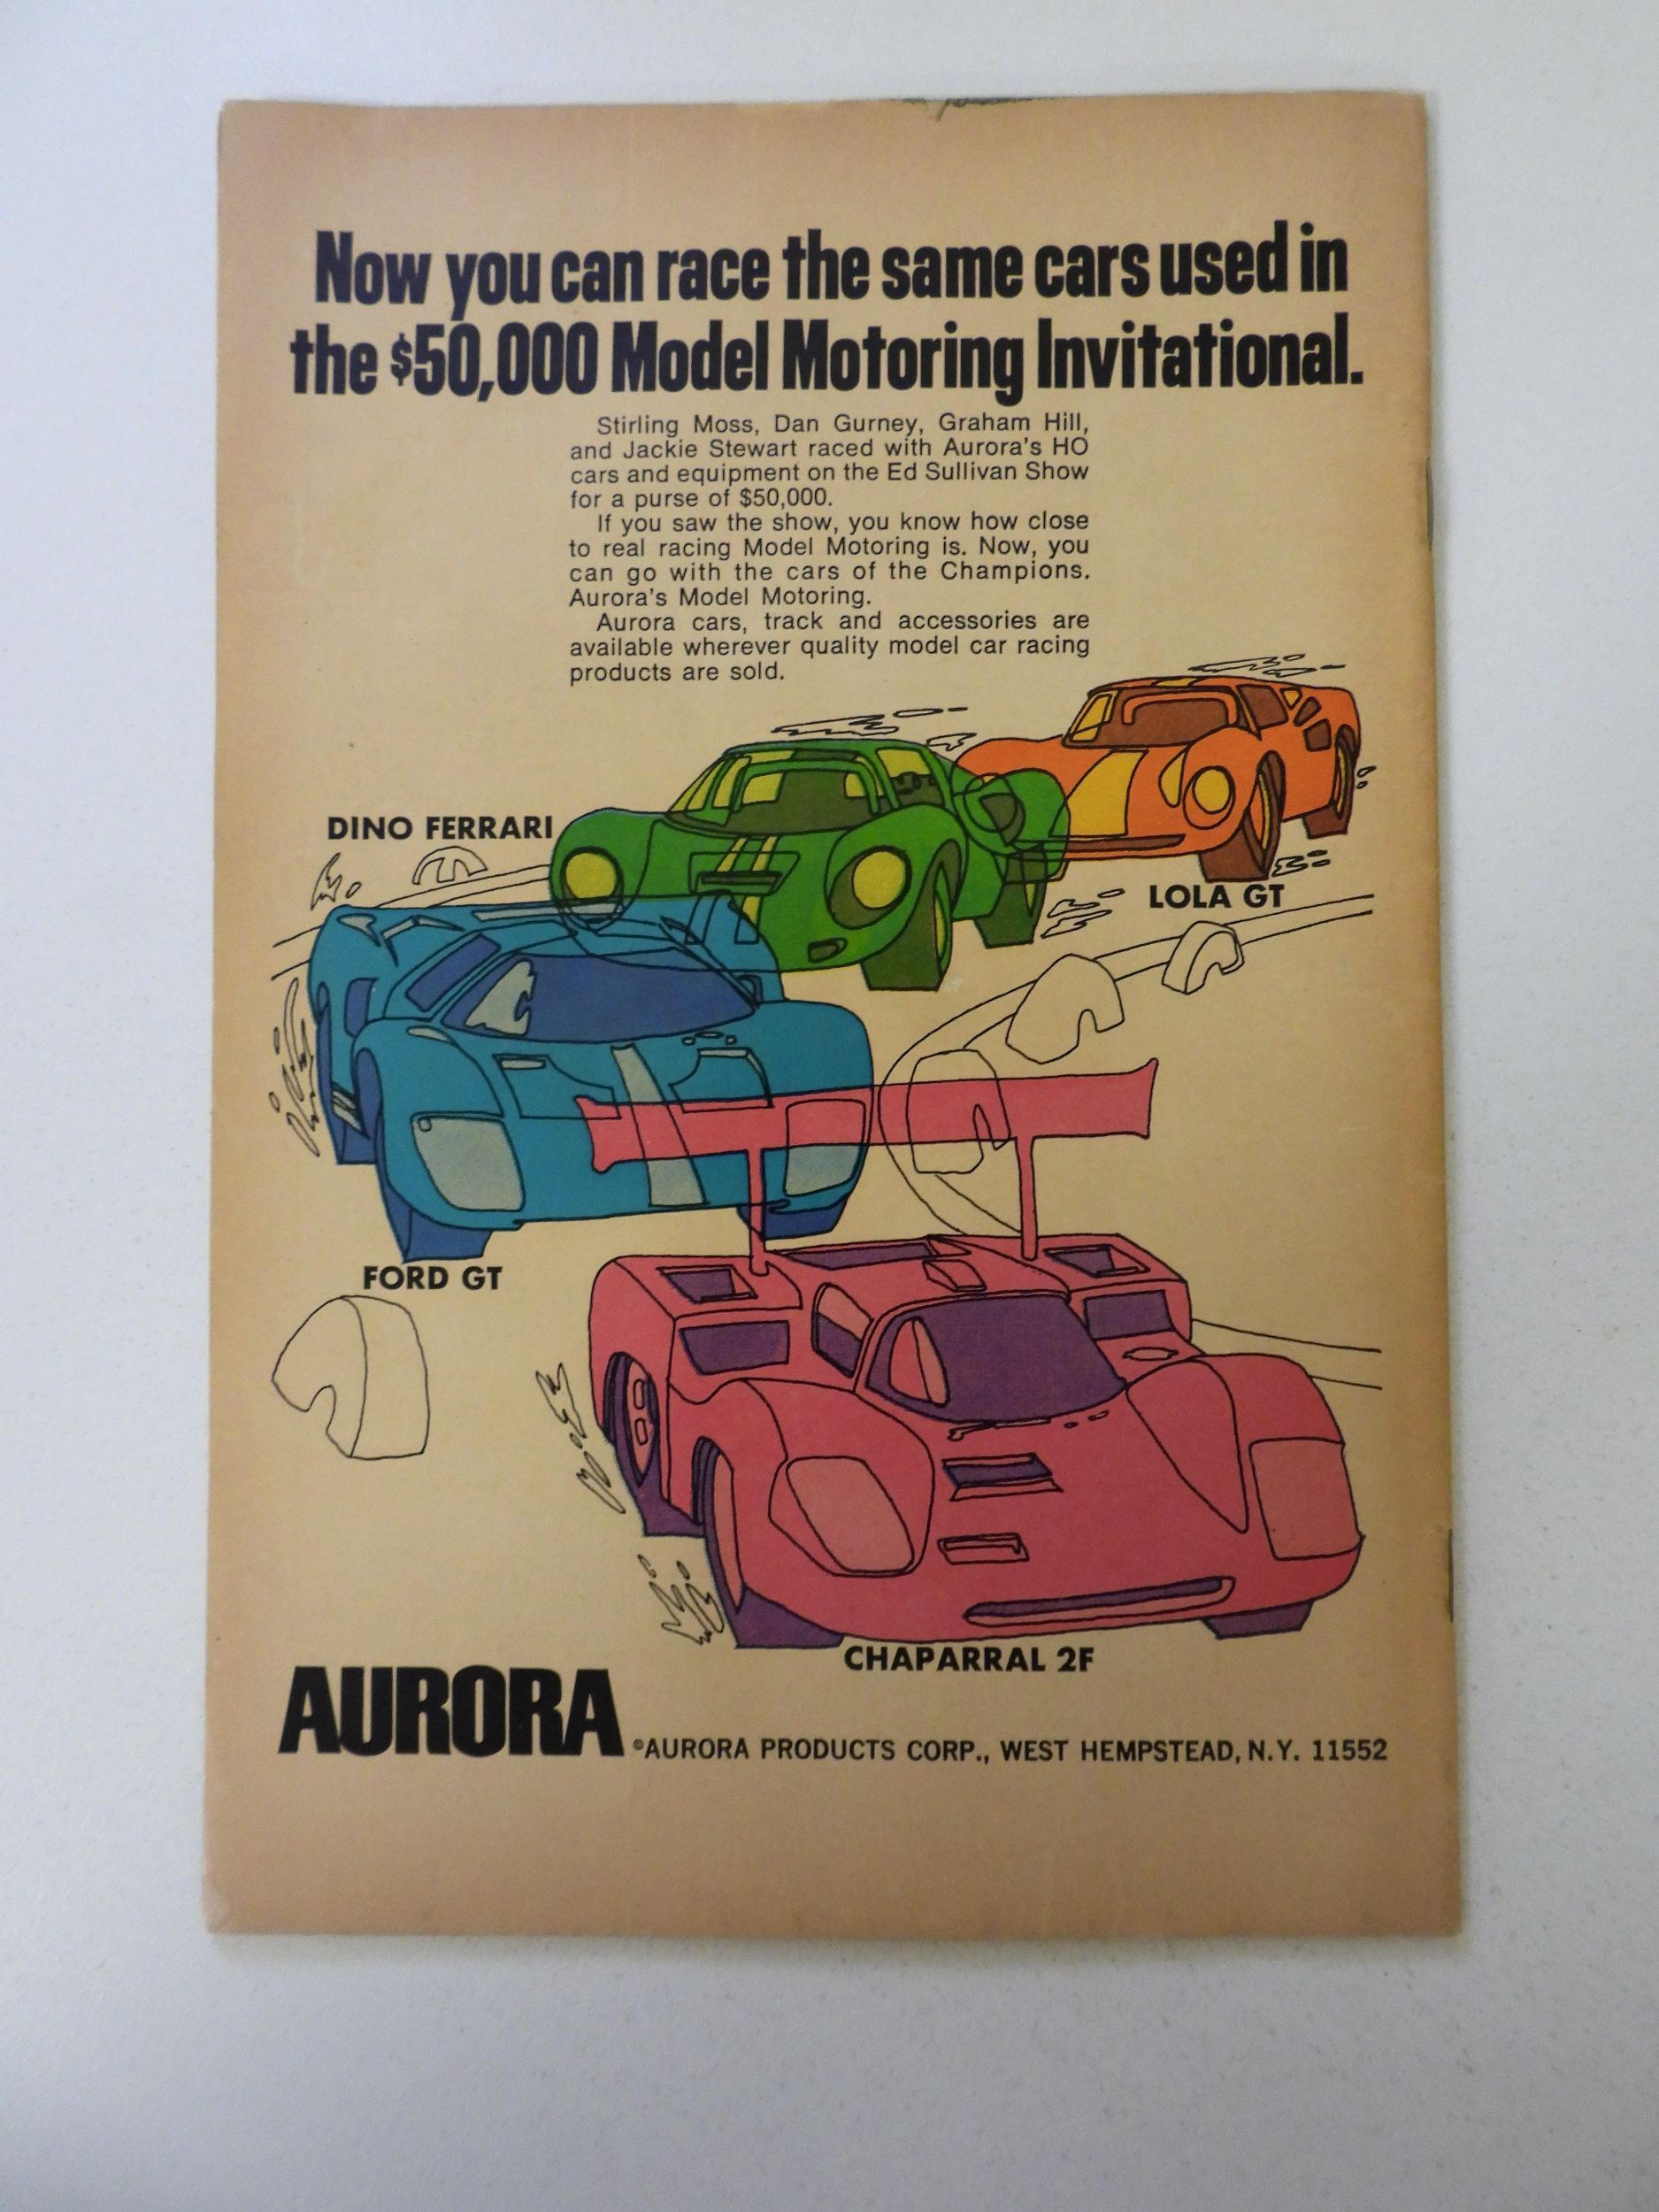 Now you can race the same cars used in
the $50,000 Model Motoring Invitational.
Stirling Moss, Dan Gurney, Graham Hill,
and Jackie Stewart raced with Aurora's HO
cars and equipment on the Ed Sullivan Show
for a purse of $50,000.
If you saw the show, you know how close
to real racing Model Motoring is. Now, you
can go with the cars of the Champions.
Aurora's Model Motoring.
Aurora cars, track and accessories are
available wherever quality model car racing
products are sold.
DINO FERRARI
LOLA GT
FORD GT
CHAPARRAL 2F
AURORA
©AURORA PRODUCTS CORP., WEST HEMPSTEAD, N.Y. 11552